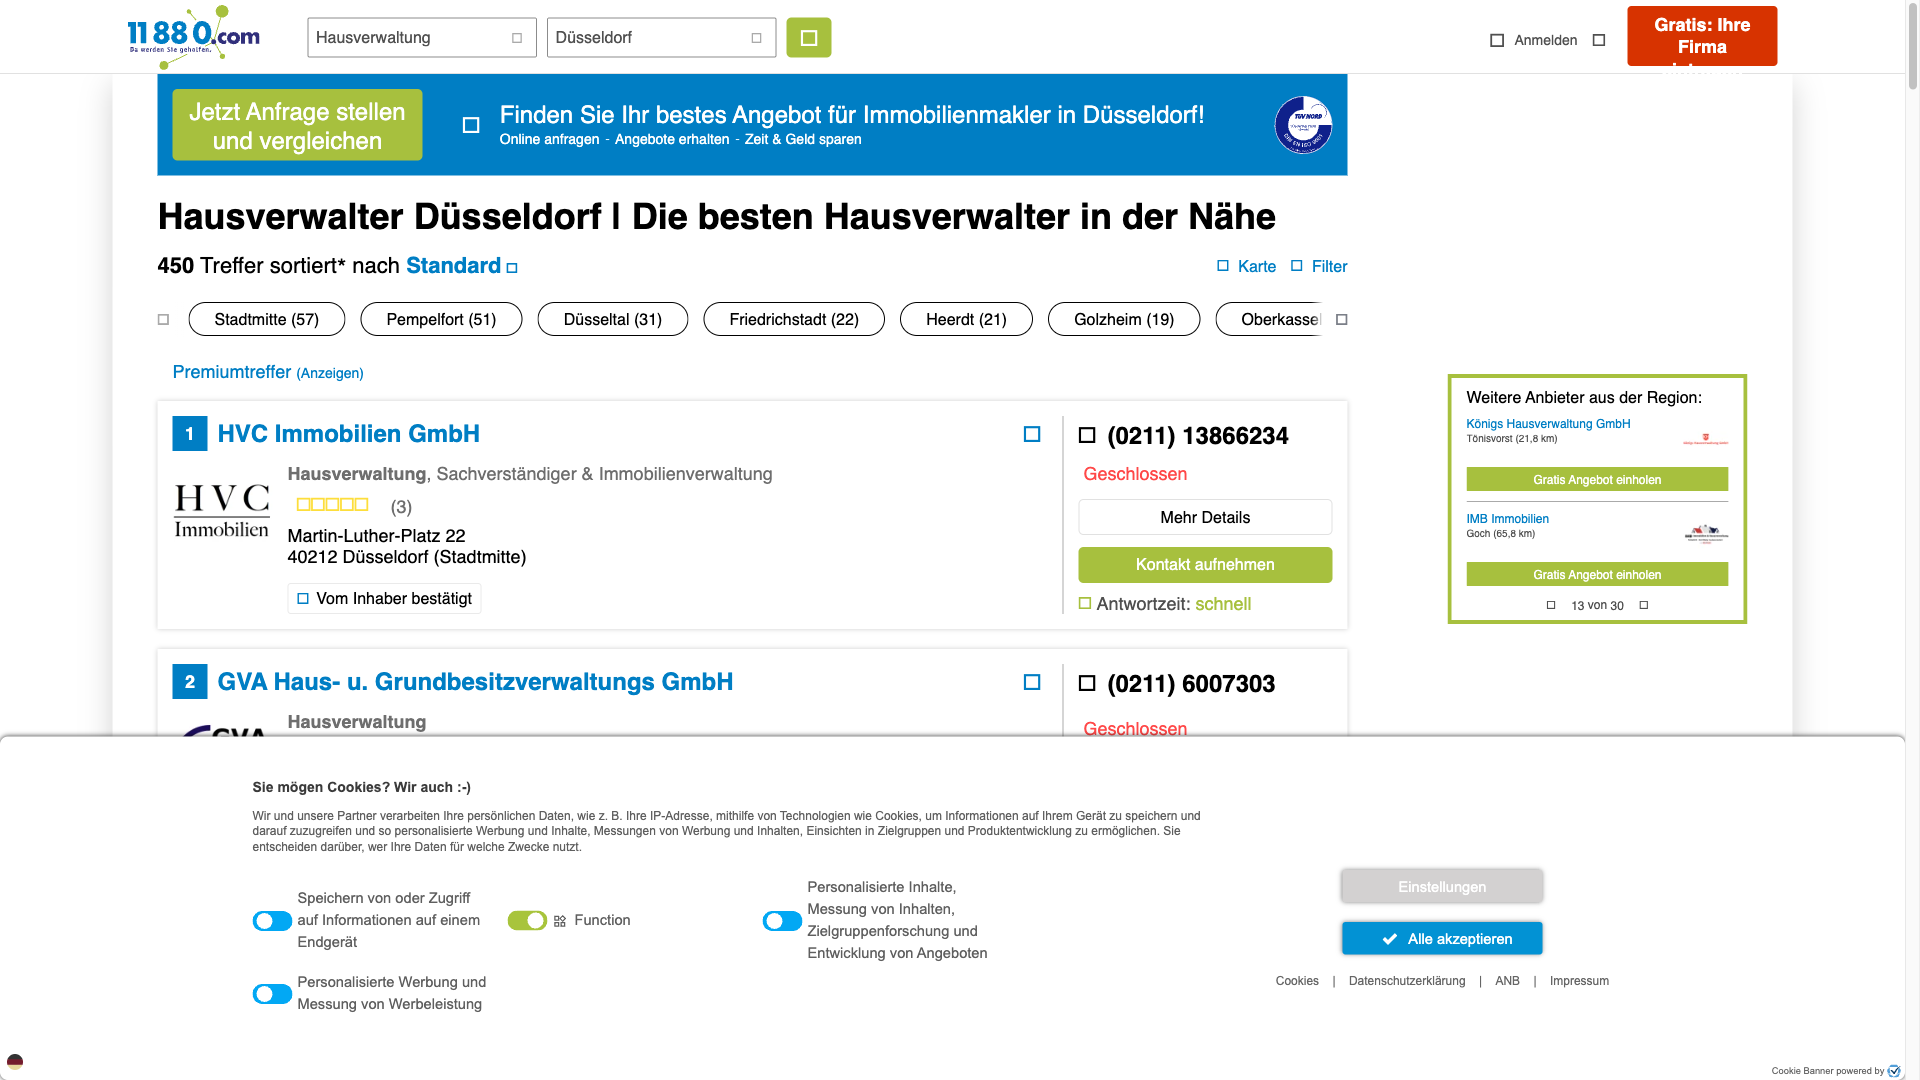 11 88 0.com
Da werden Sie geholfen.
Hausverwaltung
Düsseldorf
Anmelden
Gratis: Ihre
Firma
Jetzt Anfrage stellen
und vergleichen
Finden Sie Ihr bestes Angebot für Immobilienmakler in Düsseldorf!
Online anfragen - Angebote erhalten - Zeit & Geld sparen
TÜV NORD
Hausverwalter Düsseldorf | Die besten Hausverwalter in der Nähe
450 Treffer sortiert* nach Standard
Karte
Filter
Stadtmitte (57)
Pempelfort (51)
Düsseltal (31)
Friedrichstadt (22)
Heerdt (21)
Golzheim (19)
Oberkassel
Premiumtreffer (Anzeigen)
1
HVC Immobilien GmbH
HVC
Immobilien
Hausverwaltung, Sachverständiger & Immobilienverwaltung
(3)
Martin-Luther-Platz 22
40212 Düsseldorf (Stadtmitte)
Vom Inhaber bestätigt
(0211) 13866234
Geschlossen
Mehr Details
Kontakt aufnehmen
Antwortzeit: schnell
Weitere Anbieter aus der Region:
Königs Hausverwaltung GmbH
Tönisvorst (21,8 km)
Gratis Angebot einholen
IMB Immobilien
Goch (65,8 km)
Gratis Angebot einholen
13 von 30
2
GVA Haus- u. Grundbesitzverwaltungs GmbH
GVA
Hausverwaltung
(0211) 6007303
Geschlossen
Sie mögen Cookies? Wir auch :-)
Wir und unsere Partner verarbeiten Ihre persönlichen Daten, wie z. B. Ihre IP-Adresse, mithilfe von Technologien wie Cookies, um Informationen auf Ihrem Gerät zu speichern und
darauf zuzugreifen und so personalisierte Werbung und Inhalte, Messungen von Werbung und Inhalten, Einsichten in Zielgruppen und Produktentwicklung zu ermöglichen. Sie
entscheiden darüber, wer Ihre Daten für welche Zwecke nutzt.
Speichern von oder Zugriff
auf Informationen auf einem
Endgerät
Function
Personalisierte Inhalte,
Messung von Inhalten,
Zielgruppenforschung und
Entwicklung von Angeboten
Personalisierte Werbung und
Messung von Werbeleistung
Einstellungen
Alle akzeptieren
Cookies | Datenschutzerklärung | ANB | Impressum
Cookie Banner powered by